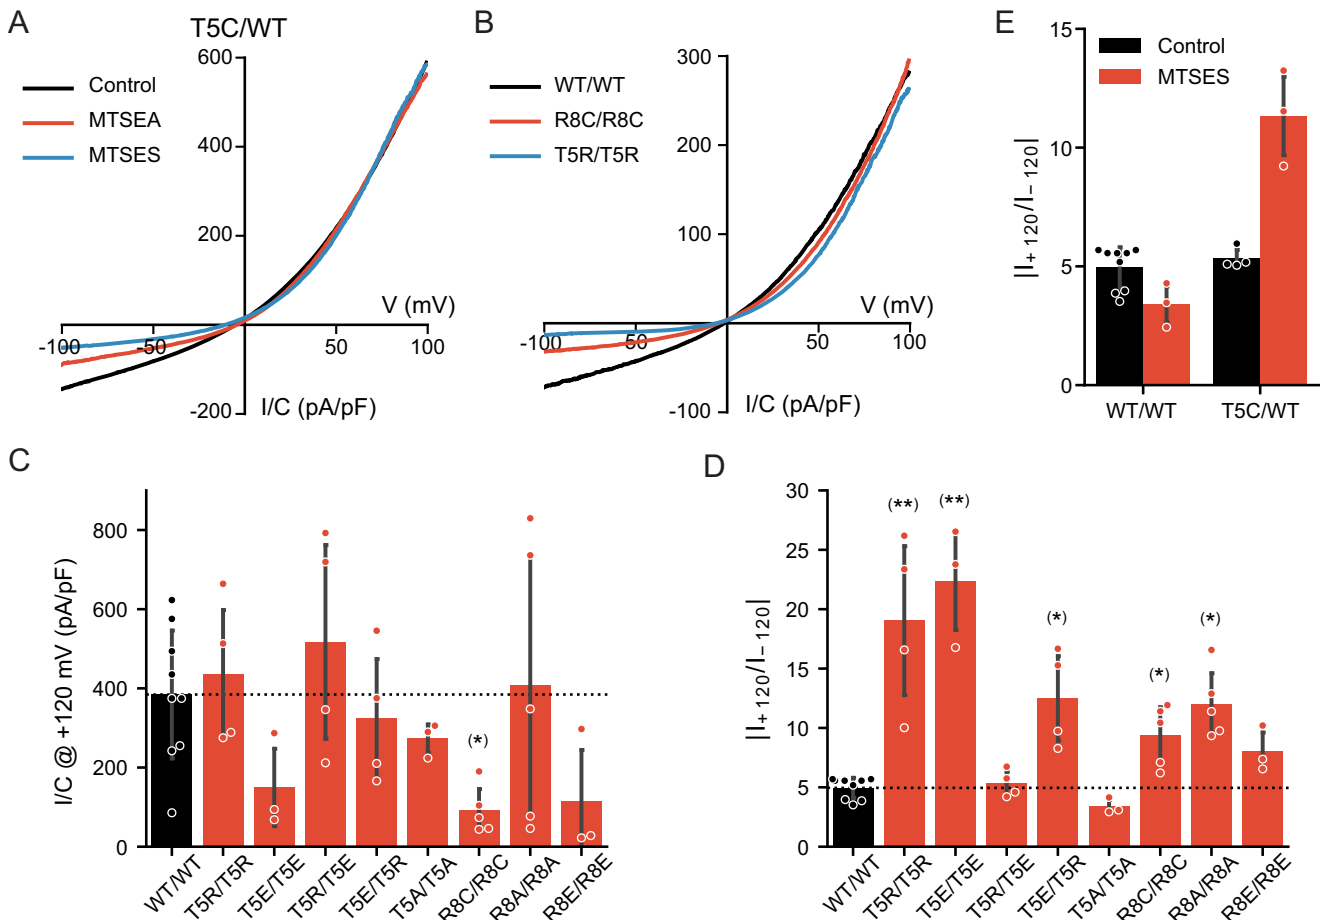 A
T5C/WT
Control
MTSEA
MTSES
600
400
200
-200
-100
-50
50
100
V (mV)
I/C (pA/pF)
B
WT/WT
R8C/R8C
T5R/T5R
300
200
100
-100
-100
-50
50
100
V (mV)
I/C (pA/pF)
E
Control
MTSES
|I+120/I−120|
15
10
5
0
WT/WT
T5C/WT
C
I/C @ +120 mV (pA/pF)
800
600
400
200
0
(*)
WT/WT
T5R/T5R
T5E/T5E
T5R/T5E
T5E/T5R
T5A/T5A
R8C/R8C
R8A/R8A
R8E/R8E
D
|I+120/I−120|
30
25
20
15
10
5
0
(**)
(**)
(*)
(*)
(*)
WT/WT
T5R/T5R
T5E/T5E
T5R/T5E
T5E/T5R
T5A/T5A
R8C/R8C
R8A/R8A
R8E/R8E